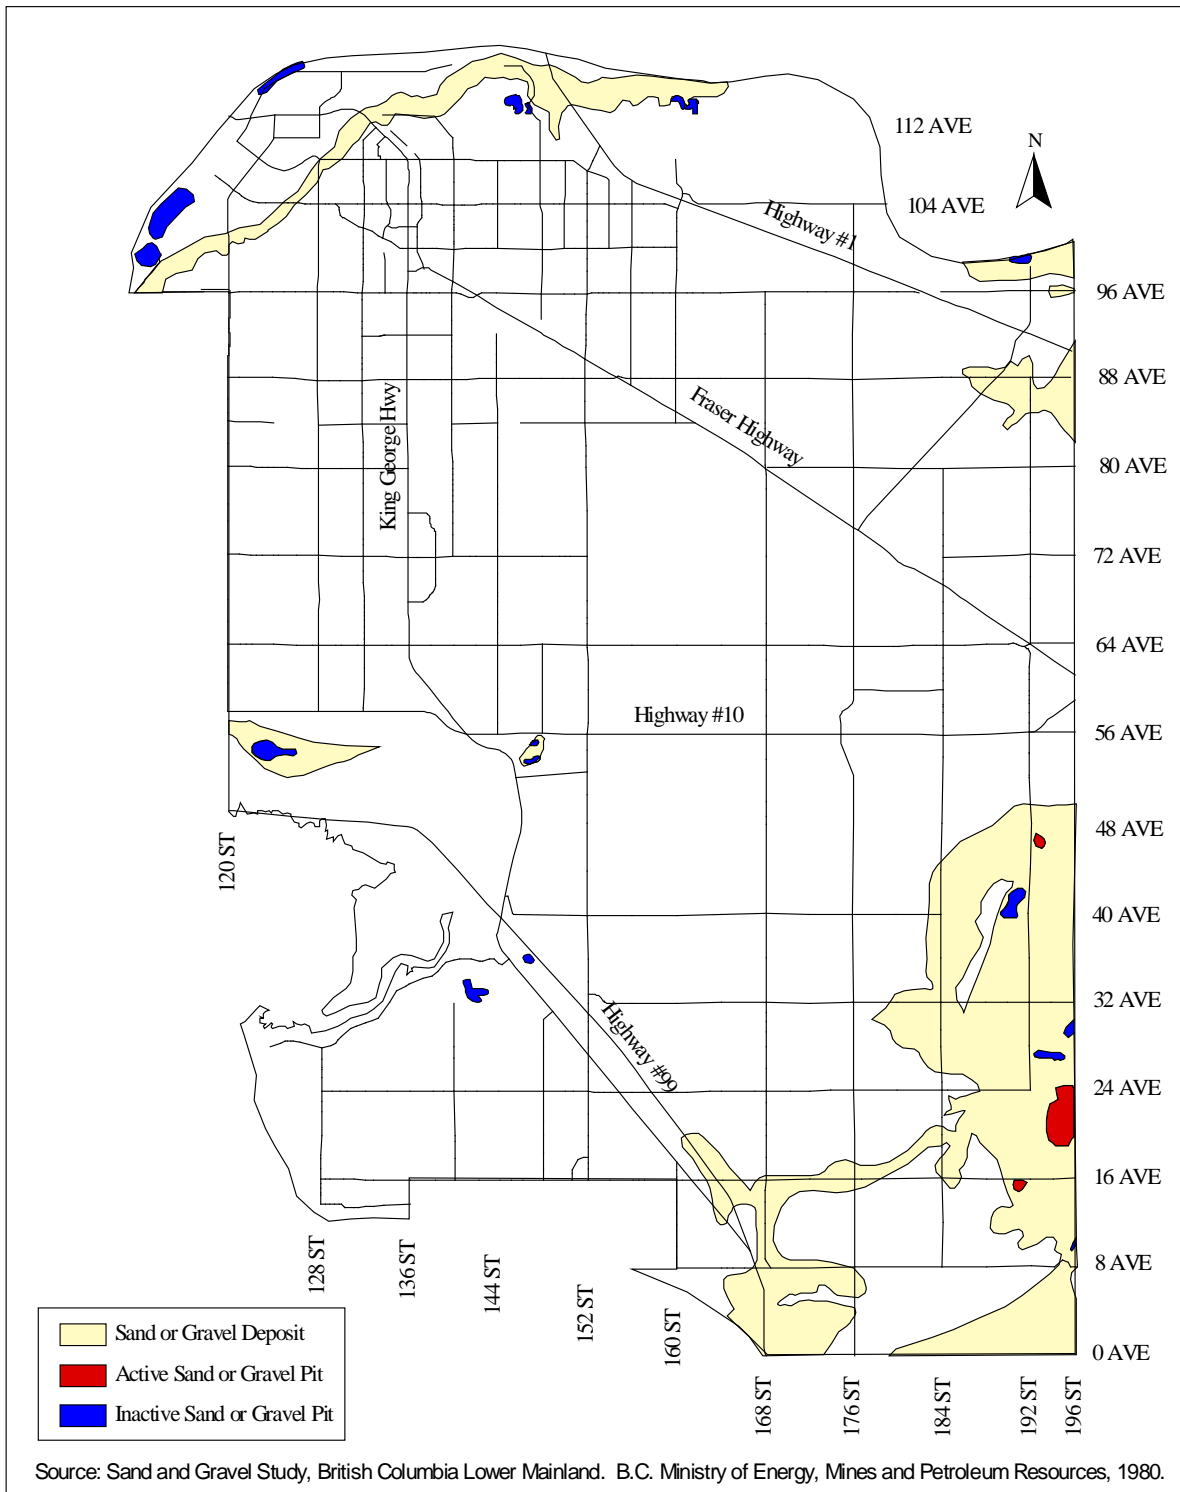 112 AVE
N
104 AVE
Highway #1
96 AVE
88 AVE
King George Hwy
Fraser Highway
80 AVE
72 AVE
64 AVE
Highway #10
56 AVE
48 AVE
120 ST
40 AVE
32 AVE
Highway #99
24 AVE
16 AVE
8 AVE
128 ST
136 ST
144 ST
152 ST
160 ST
0 AVE
168 ST
176 ST
184 ST
192 ST
196 ST
Sand or Gravel Deposit
Active Sand or Gravel Pit
Inactive Sand or Gravel Pit
Source: Sand and Gravel Study, British Columbia Lower Mainland. B.C. Ministry of Energy, Mines and Petroleum Resources, 1980.